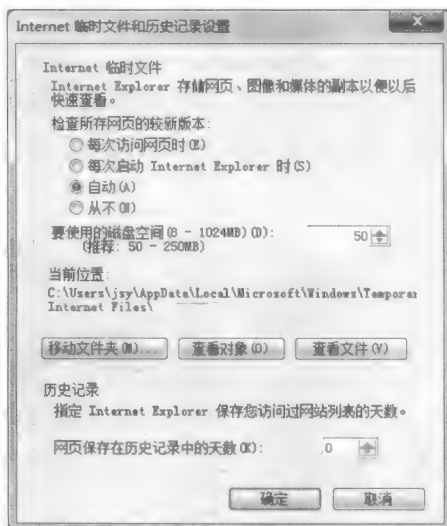 Internet 临时文件和历史记录设置
Internet 临时文件
Internet Explorer 存储网页、图像和媒体的副本以便以后
快速查看。
检查所存网页的较新版本:
每次访问网页时(E)
每次启动 Internet Explorer 时(S)
自动(A)
从不(N)
要使用的磁盘空间(8 - 1024MB)(D): 50
(推荐: 50 - 250MB)
当前位置:
C:\Users\jsy\AppData\Local\Microsoft\Windows\Temporar
Internet Files\
移动文件夹(M)... 查看对象(O) 查看文件(V)
历史记录
指定 Internet Explorer 保存您访问过网站列表的天数。
网页保存在历史记录中的天数(K): 0
确定 取消